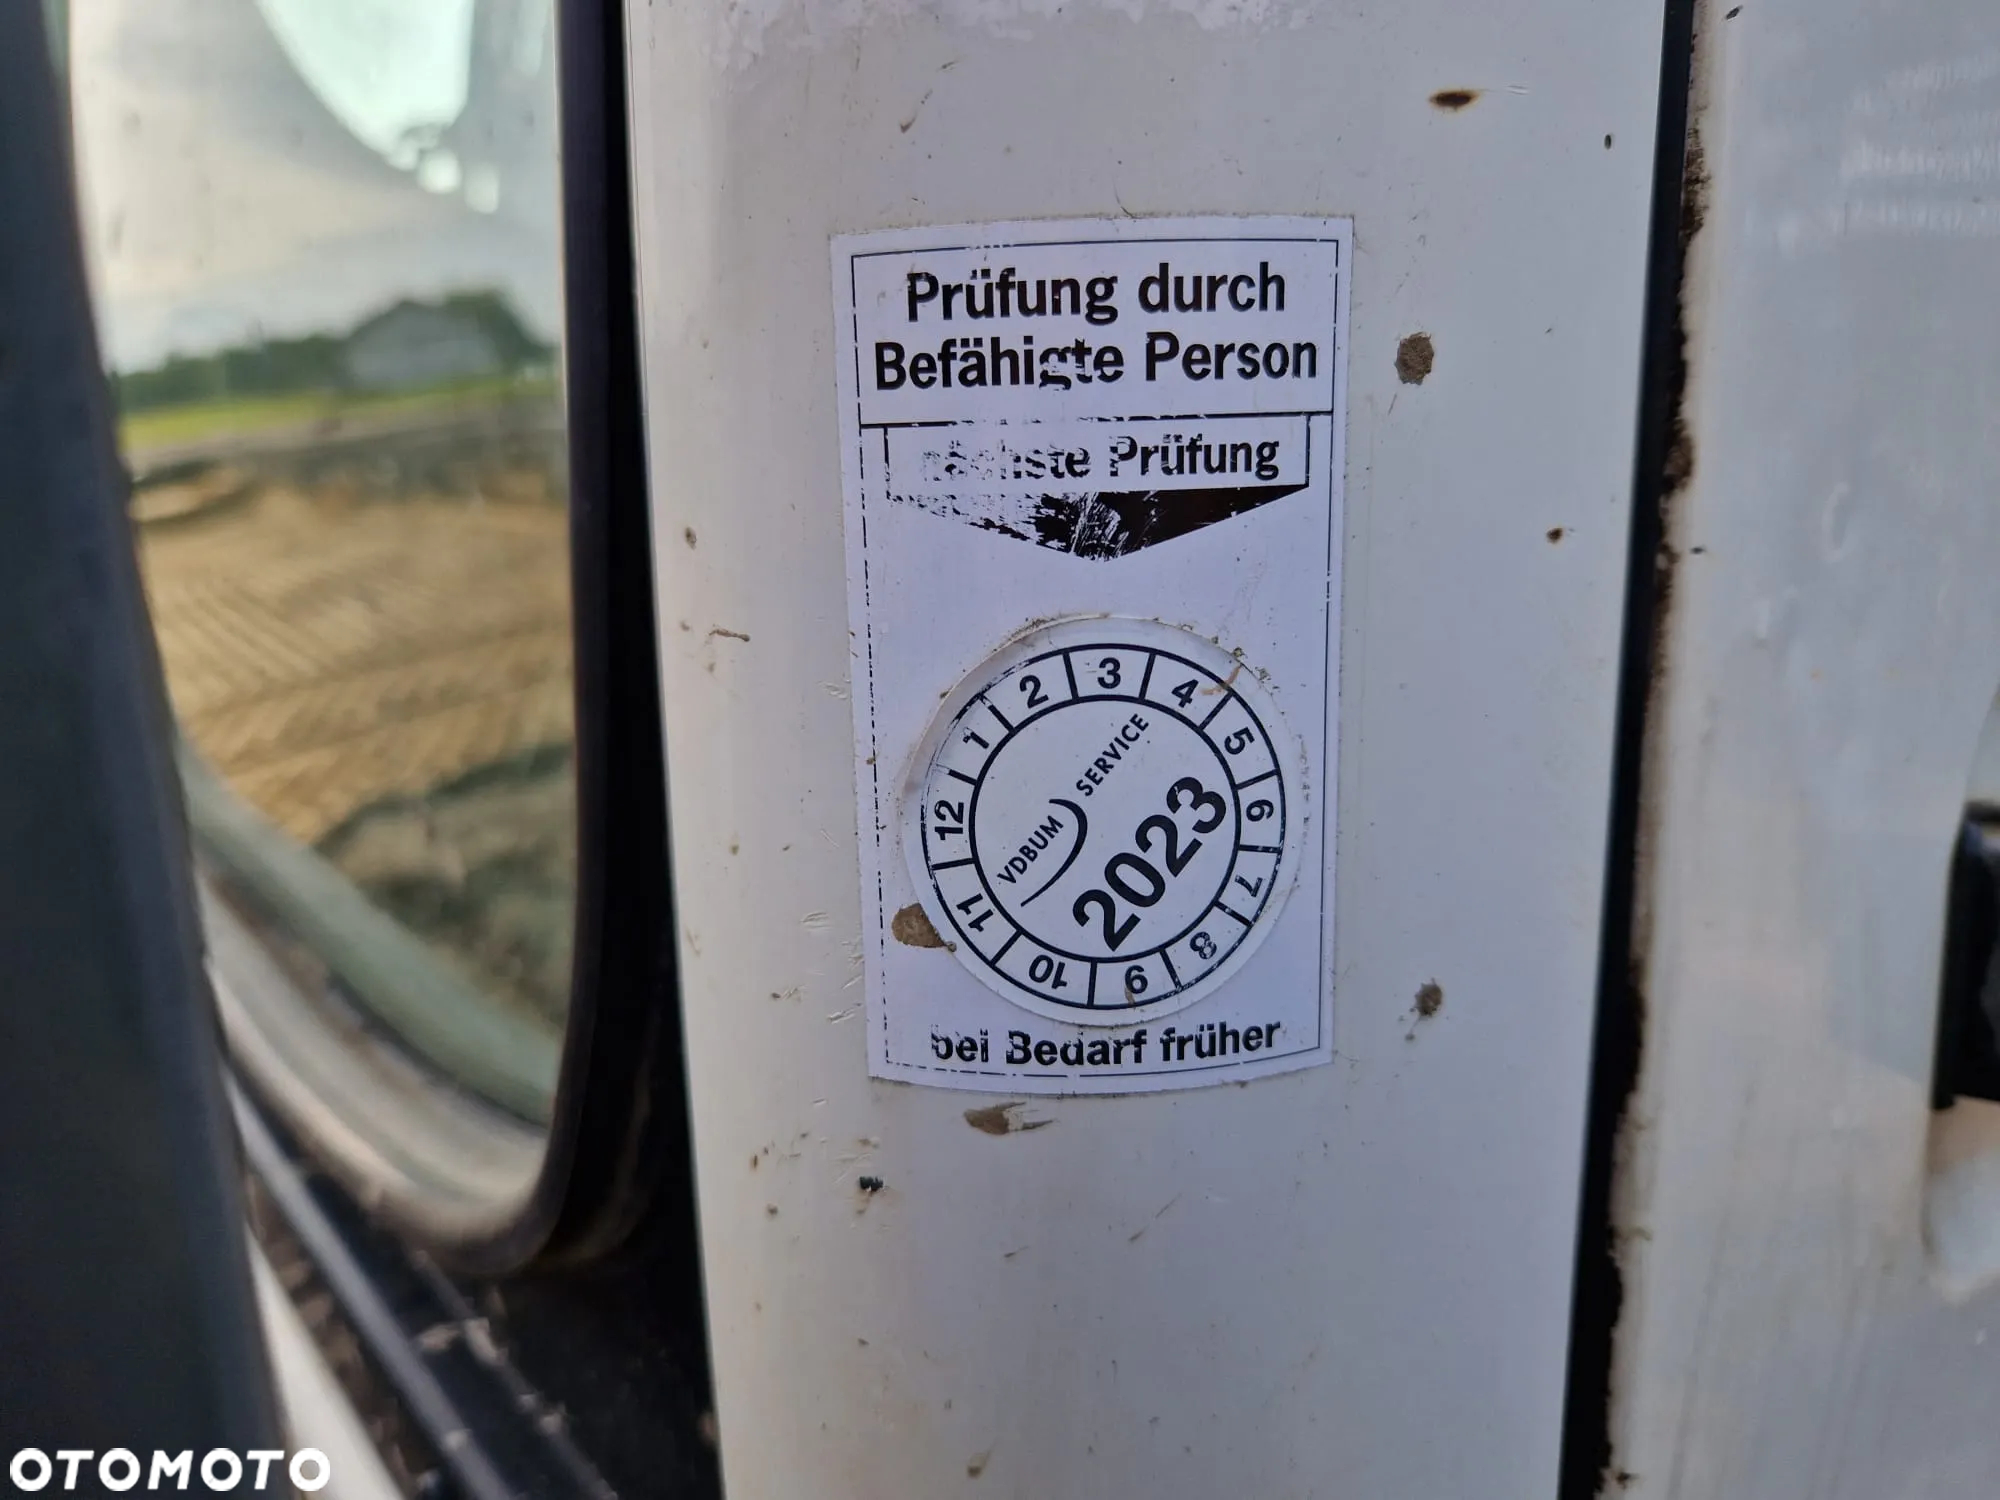 Prüfung durch
Befähigte Person
nächste Prüfung
1 2 3 4 5 6 7 8 9 10 11 12
VDBUM SERVICE
2023
bei Bedarf früher
OTOMOTO